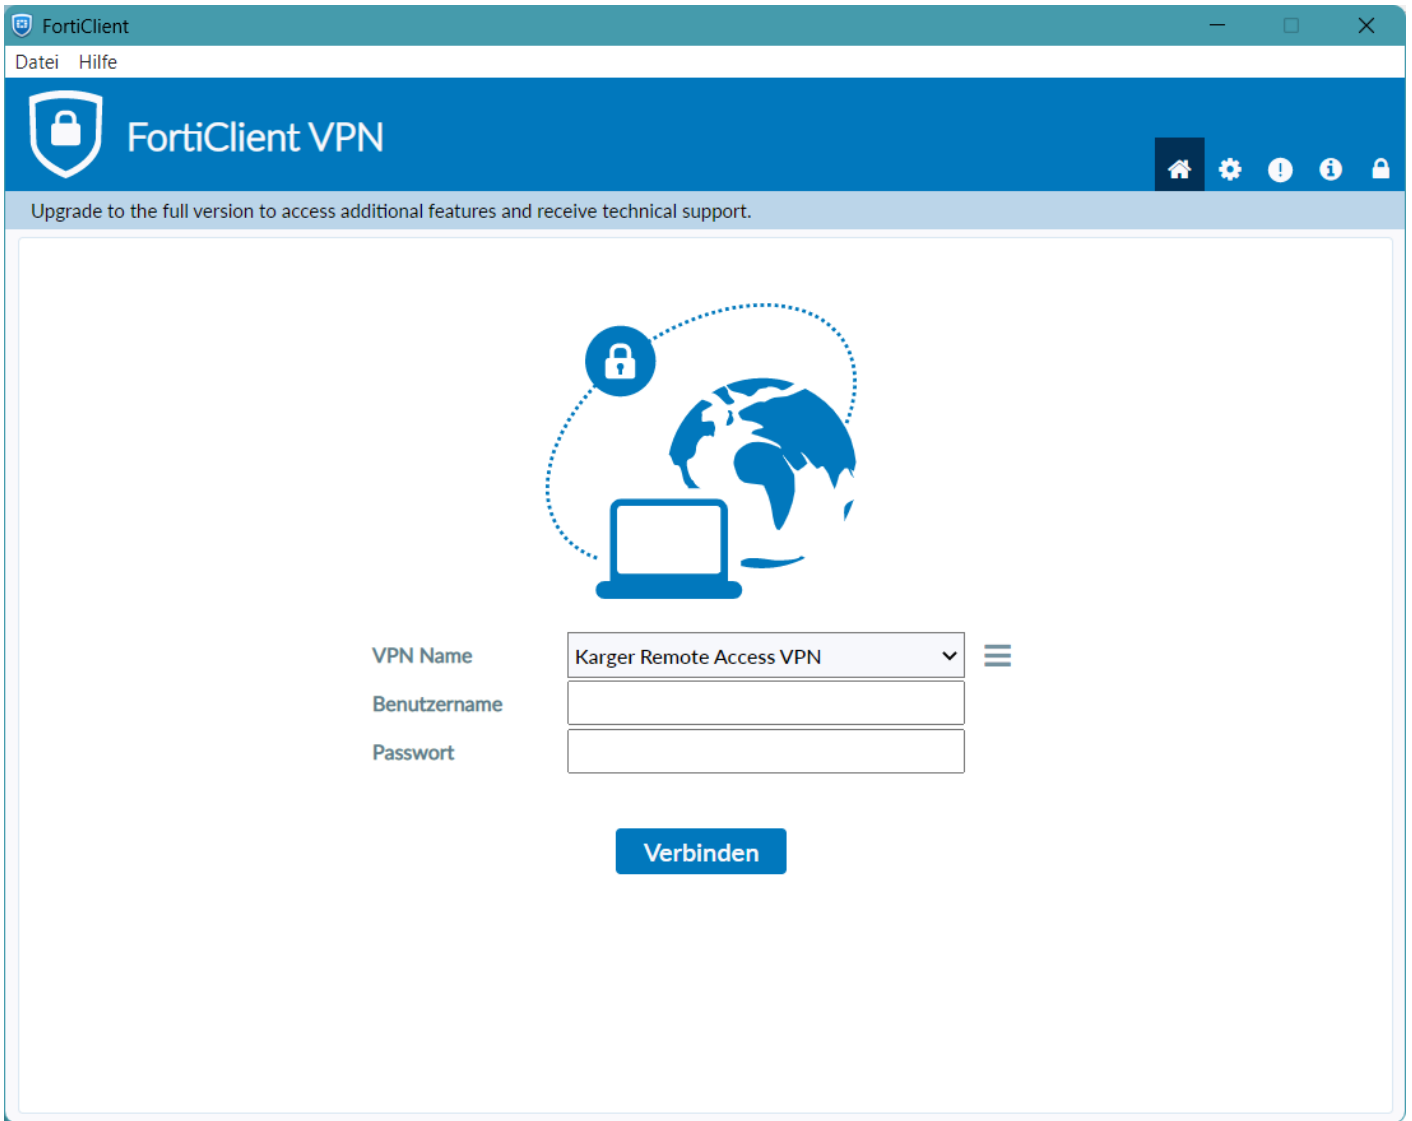 FortiClient
Datei Hilfe
FortiClient VPN
Upgrade to the full version to access additional features and receive technical support.
VPN Name
Karger Remote Access VPN
Benutzername
Passwort
Verbinden